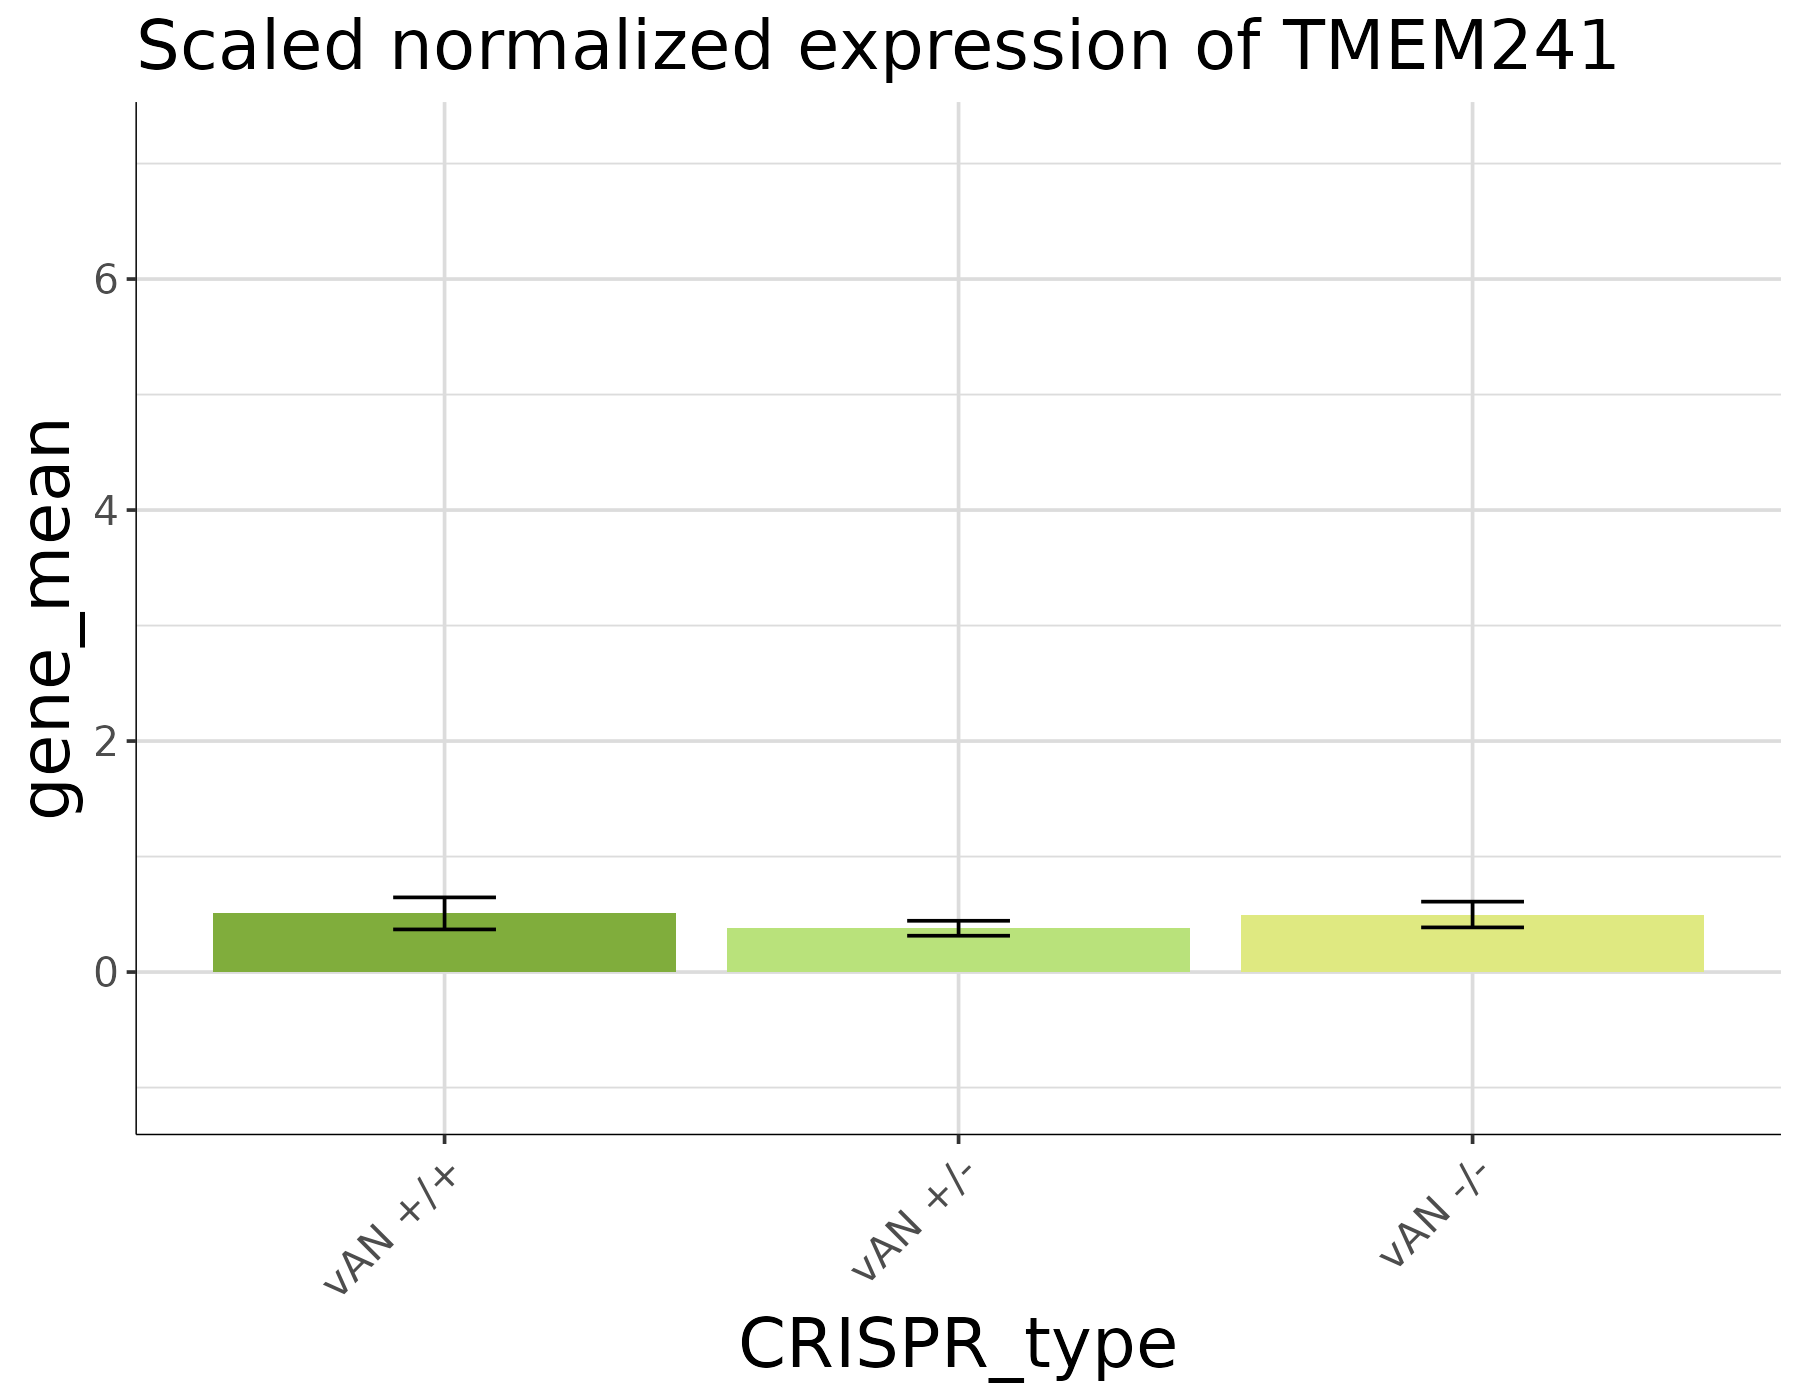 Scaled normalized expression of TMEM241
gene_mean
6
4
2
0
vAN +/+
vAN +/-
vAN -/-
CRISPR_type